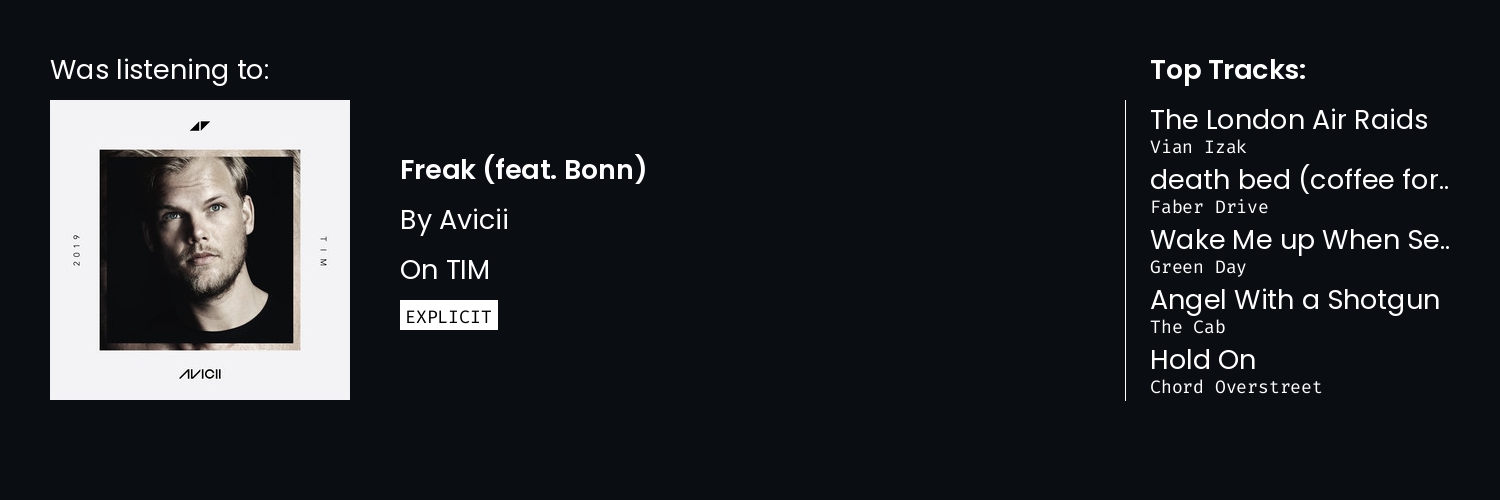 Was listening to:
2019
TIM
AVICII
Freak (feat. Bonn)
By Avicii
On TIM
EXPLICIT
Top Tracks:
The London Air Raids
Vian Izak
death bed (coffee for..
Faber Drive
Wake Me up When Se..
Green Day
Angel With a Shotgun
The Cab
Hold On
Chord Overstreet